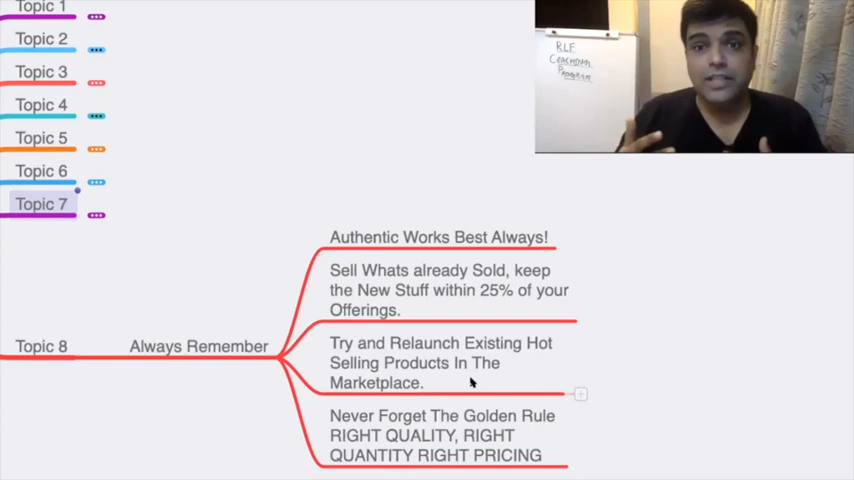 Topic 1
Topic 2
Topic 3
Topic 4
Topic 5
Topic 6
Topic 7
RLF
COACHING
PROGRAM
Topic 8
Always Remember
Authentic Works Best Always!
Sell Whats already Sold, keep
the New Stuff within 25% of your
Offerings.
Try and Relaunch Existing Hot
Selling Products In The
Marketplace.
Never Forget The Golden Rule
RIGHT QUALITY, RIGHT
QUANTITY RIGHT PRICING